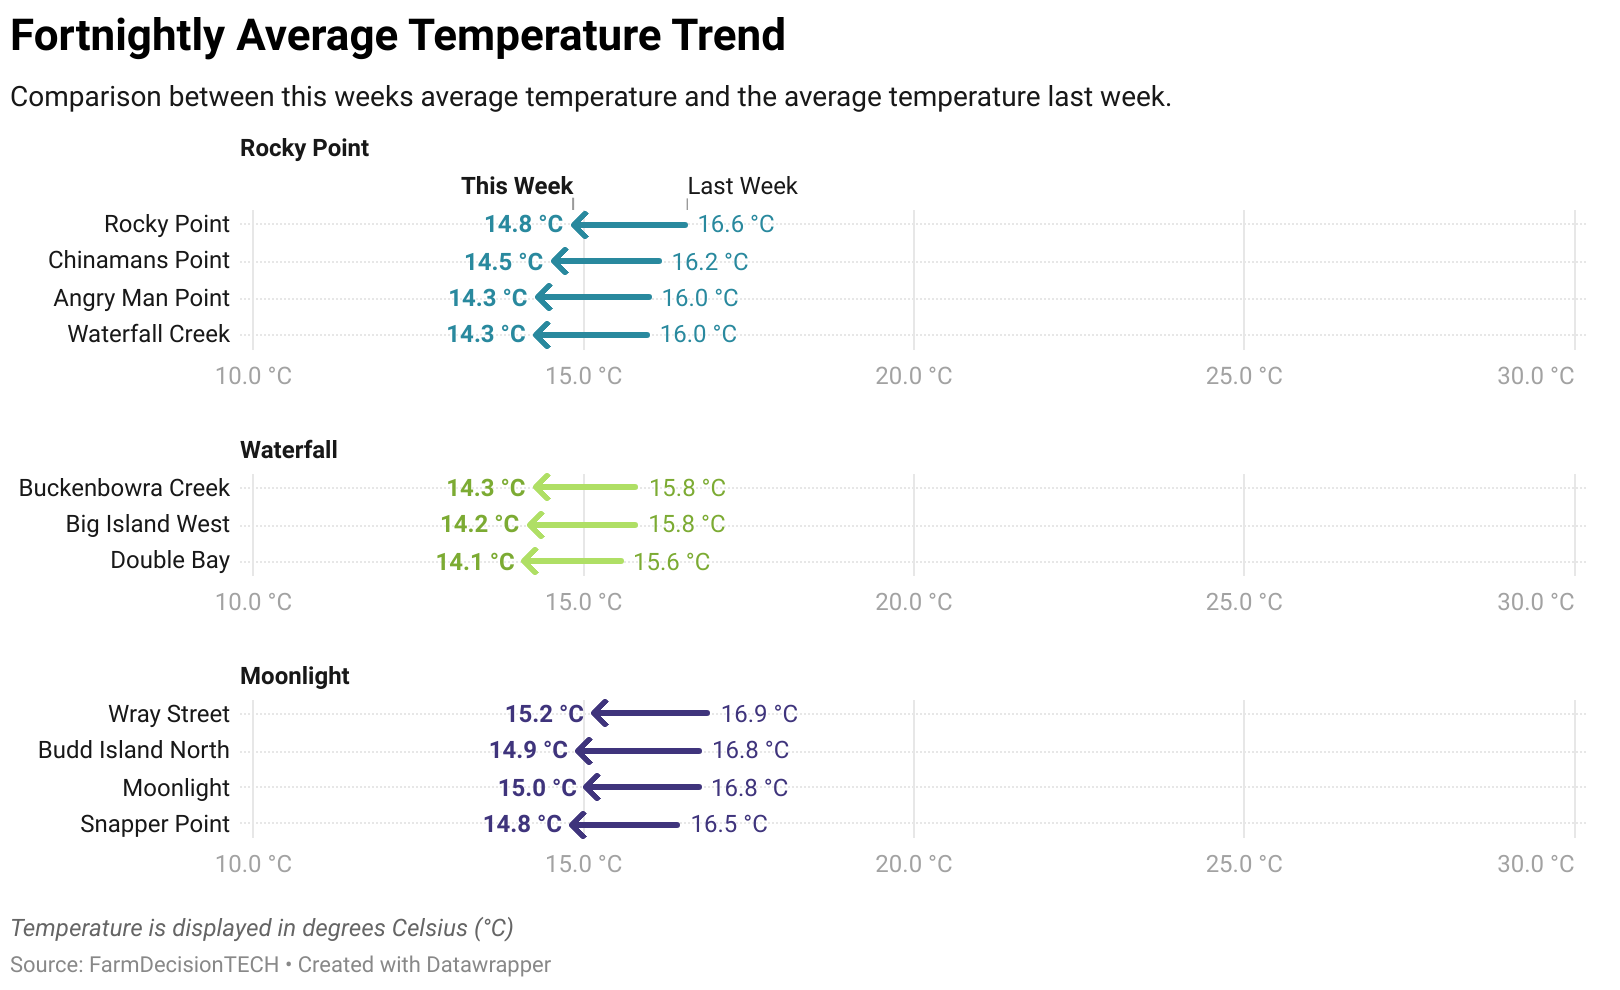 Fortnightly Average Temperature Trend
Comparison between this weeks average temperature and the average temperature last week.
Rocky Point
This Week Last Week
Rocky Point 14.8 °C 16.6 °C
Chinamans Point 14.5 °C 16.2 °C
Angry Man Point 14.3 °C 16.0 °C
Waterfall Creek 14.3 °C 16.0 °C
10.0 °C 15.0 °C 20.0 °C 25.0 °C 30.0 °C
Waterfall
Buckenbowra Creek 14.3 °C 15.8 °C
Big Island West 14.2 °C 15.8 °C
Double Bay 14.1 °C 15.6 °C
10.0 °C 15.0 °C 20.0 °C 25.0 °C 30.0 °C
Moonlight
Wray Street 15.2 °C 16.9 °C
Budd Island North 14.9 °C 16.8 °C
Moonlight 15.0 °C 16.8 °C
Snapper Point 14.8 °C 16.5 °C
10.0 °C 15.0 °C 20.0 °C 25.0 °C 30.0 °C
Temperature is displayed in degrees Celsius (°C)
Source: FarmDecisionTECH • Created with Datawrapper